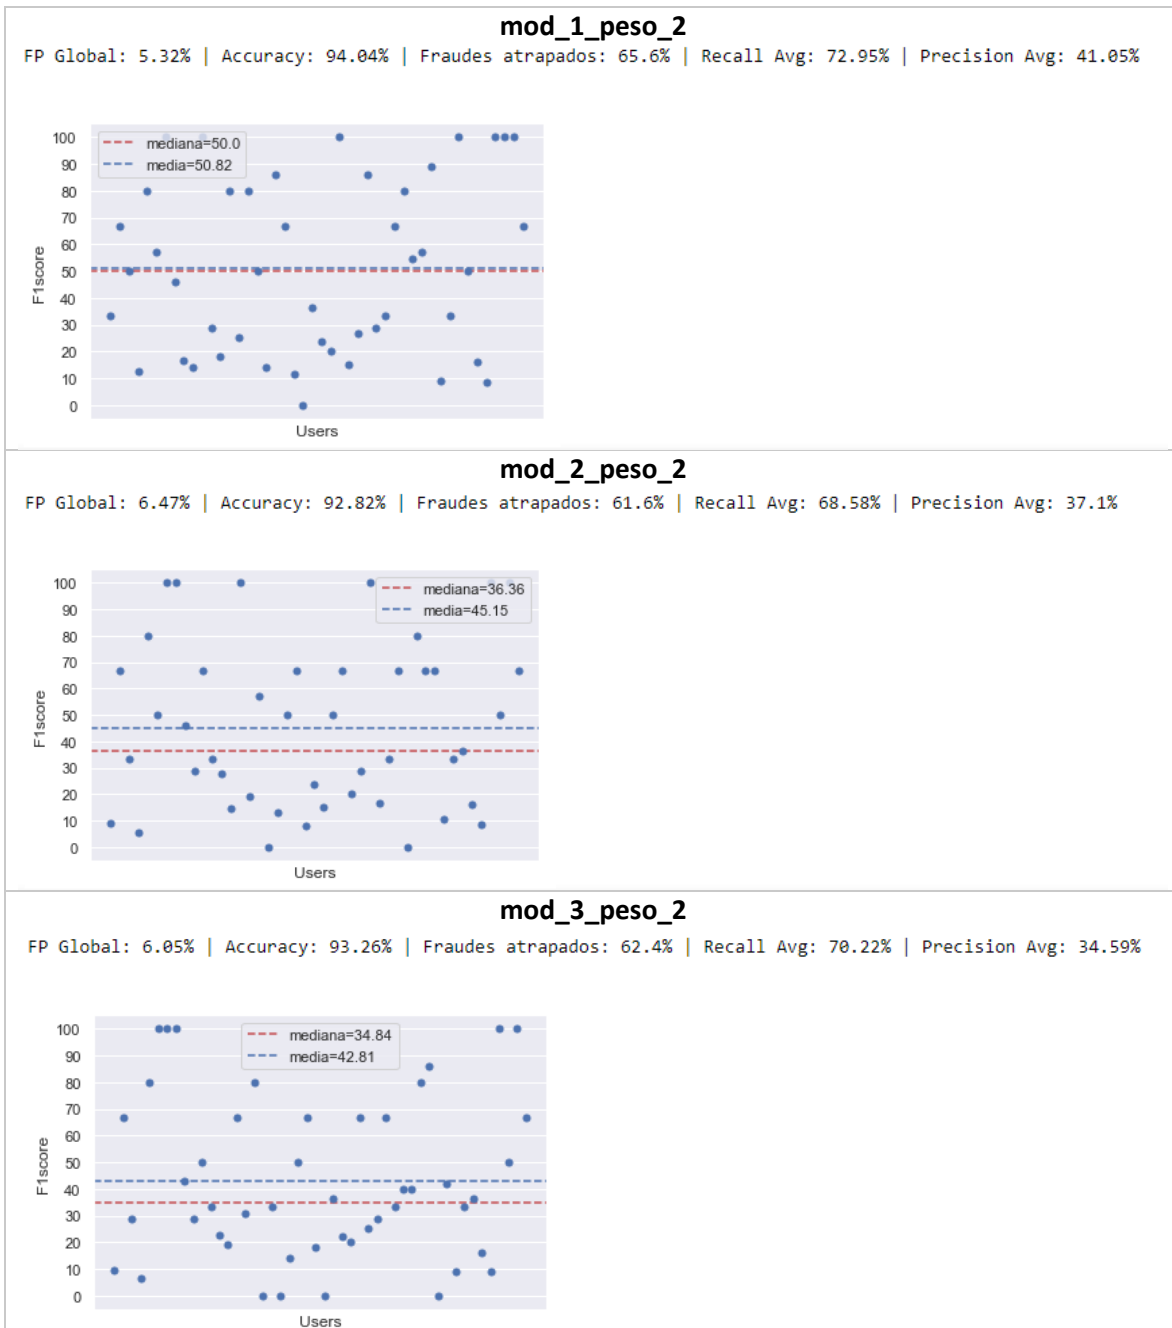 mod_1_peso_2
FP Global: 5.32% | Accuracy: 94.04% | Fraudes atrapados: 65.6% | Recall Avg: 72.95% | Precision Avg: 41.05%
mediana=50.0
media=50.82
100
90
80
70
60
50
40
30
20
10
0
F1score
Users
mod_2_peso_2
FP Global: 6.47% | Accuracy: 92.82% | Fraudes atrapados: 61.6% | Recall Avg: 68.58% | Precision Avg: 37.1%
mediana=36.36
media=45.15
100
90
80
70
60
50
40
30
20
10
0
F1score
Users
mod_3_peso_2
FP Global: 6.05% | Accuracy: 93.26% | Fraudes atrapados: 62.4% | Recall Avg: 70.22% | Precision Avg: 34.59%
mediana=34.84
media=42.81
100
90
80
70
60
50
40
30
20
10
0
F1score
Users